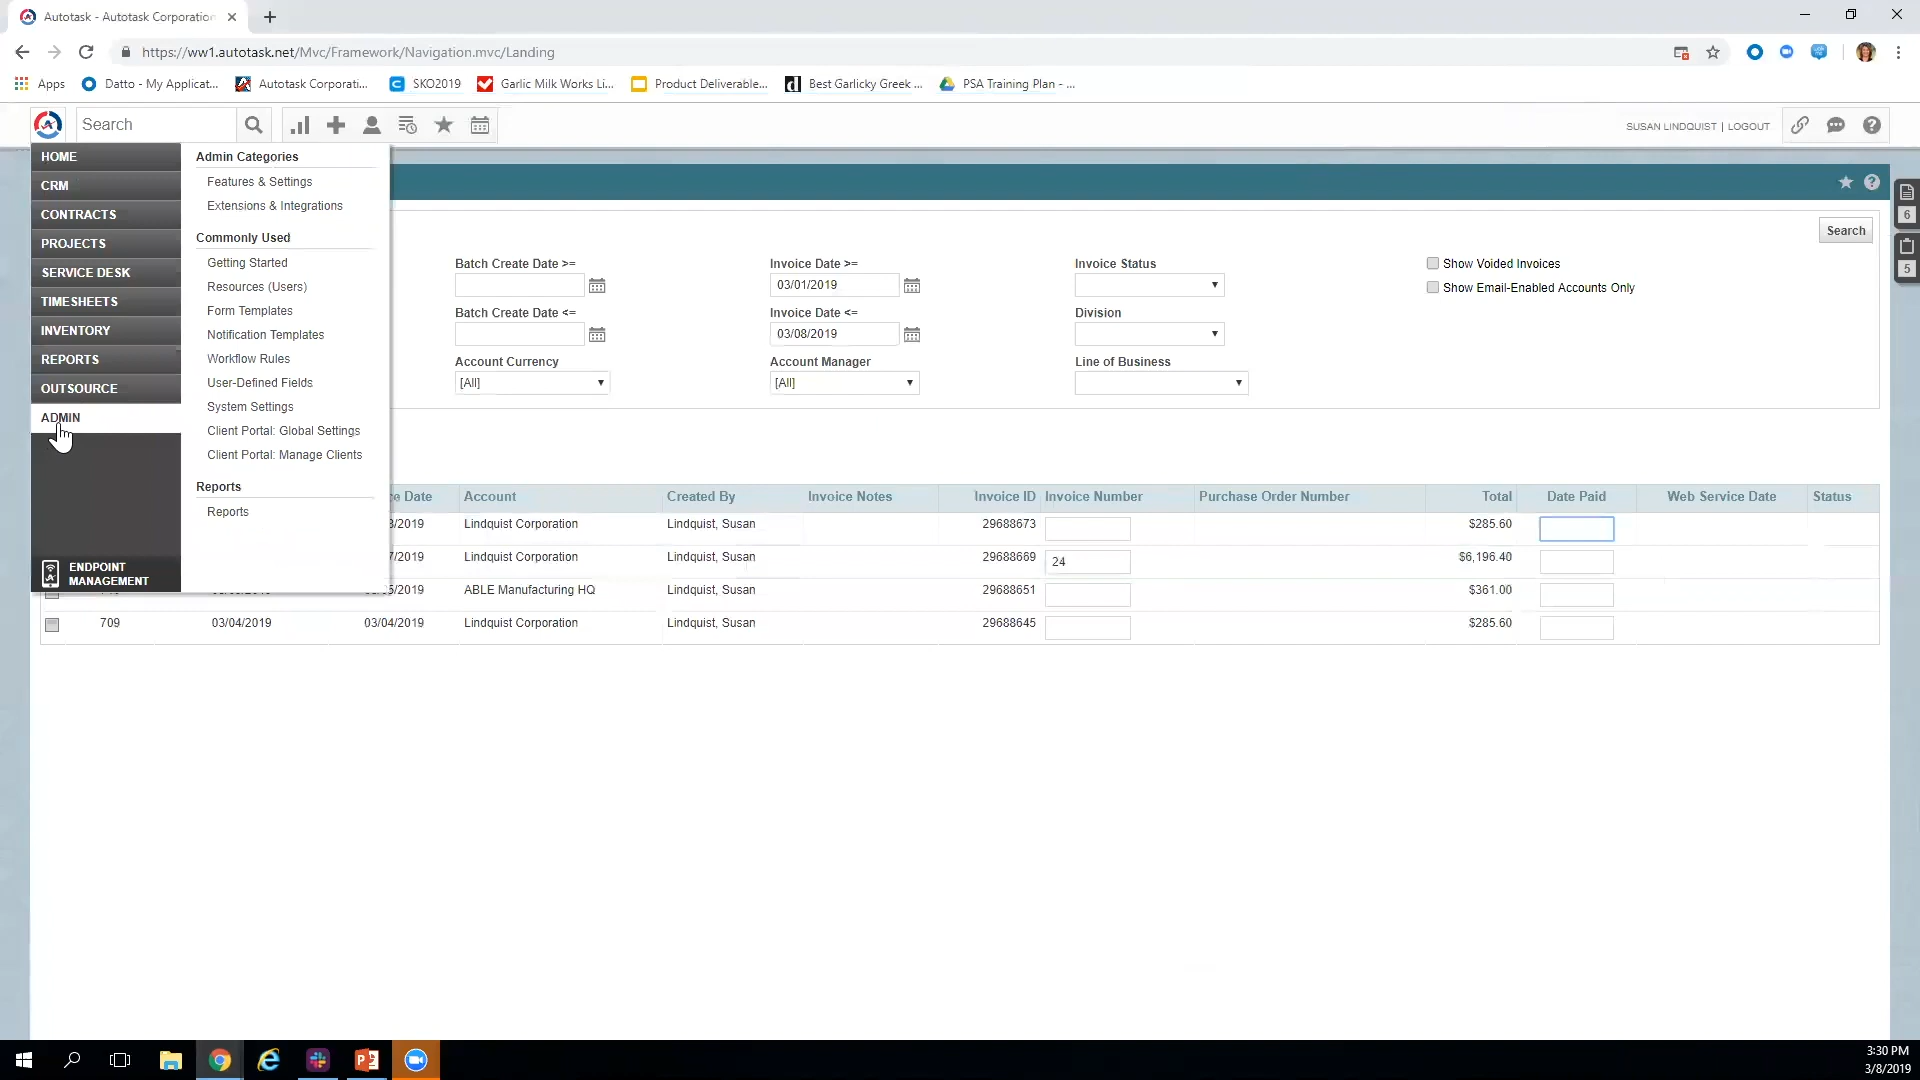 Autotask - Autotask Corporation
https://ww1.autotask.net/Mvc/Framework/Navigation.mvc/Landing
Apps Datto - My Applicat... Autotask Corporati... SKO2019 Garlic Milk Works Li... Product Deliverable... Best Garlicky Greek ... PSA Training Plan - ...
Search
SUSAN LINDQUIST | LOGOUT
HOME
CRM
CONTRACTS
PROJECTS
SERVICE DESK
TIMESHEETS
INVENTORY
REPORTS
OUTSOURCE
ADMIN
ENDPOINT
MANAGEMENT
Admin Categories
Features & Settings
Extensions & Integrations
Commonly Used
Getting Started
Resources (Users)
Form Templates
Notification Templates
Workflow Rules
User-Defined Fields
System Settings
Client Portal: Global Settings
Client Portal: Manage Clients
Reports
Reports
6
5
Search
Batch Create Date >= Invoice Date >= Invoice Status Show Voided Invoices
03/01/2019
Show Email-Enabled Accounts Only
Batch Create Date <= Invoice Date <= Division
03/08/2019
Account Currency Account Manager Line of Business
[All] [All]
Date Account Created By Invoice Notes Invoice ID Invoice Number Purchase Order Number Total Date Paid Web Service Date Status
/2019 Lindquist Corporation Lindquist, Susan 29688673 $285.60
/2019 Lindquist Corporation Lindquist, Susan 29688669 24 $6,196.40
/2019 ABLE Manufacturing HQ Lindquist, Susan 29688651 $361.00
709 03/04/2019 03/04/2019 Lindquist Corporation Lindquist, Susan 29688645 $285.60
3:30 PM
3/8/2019